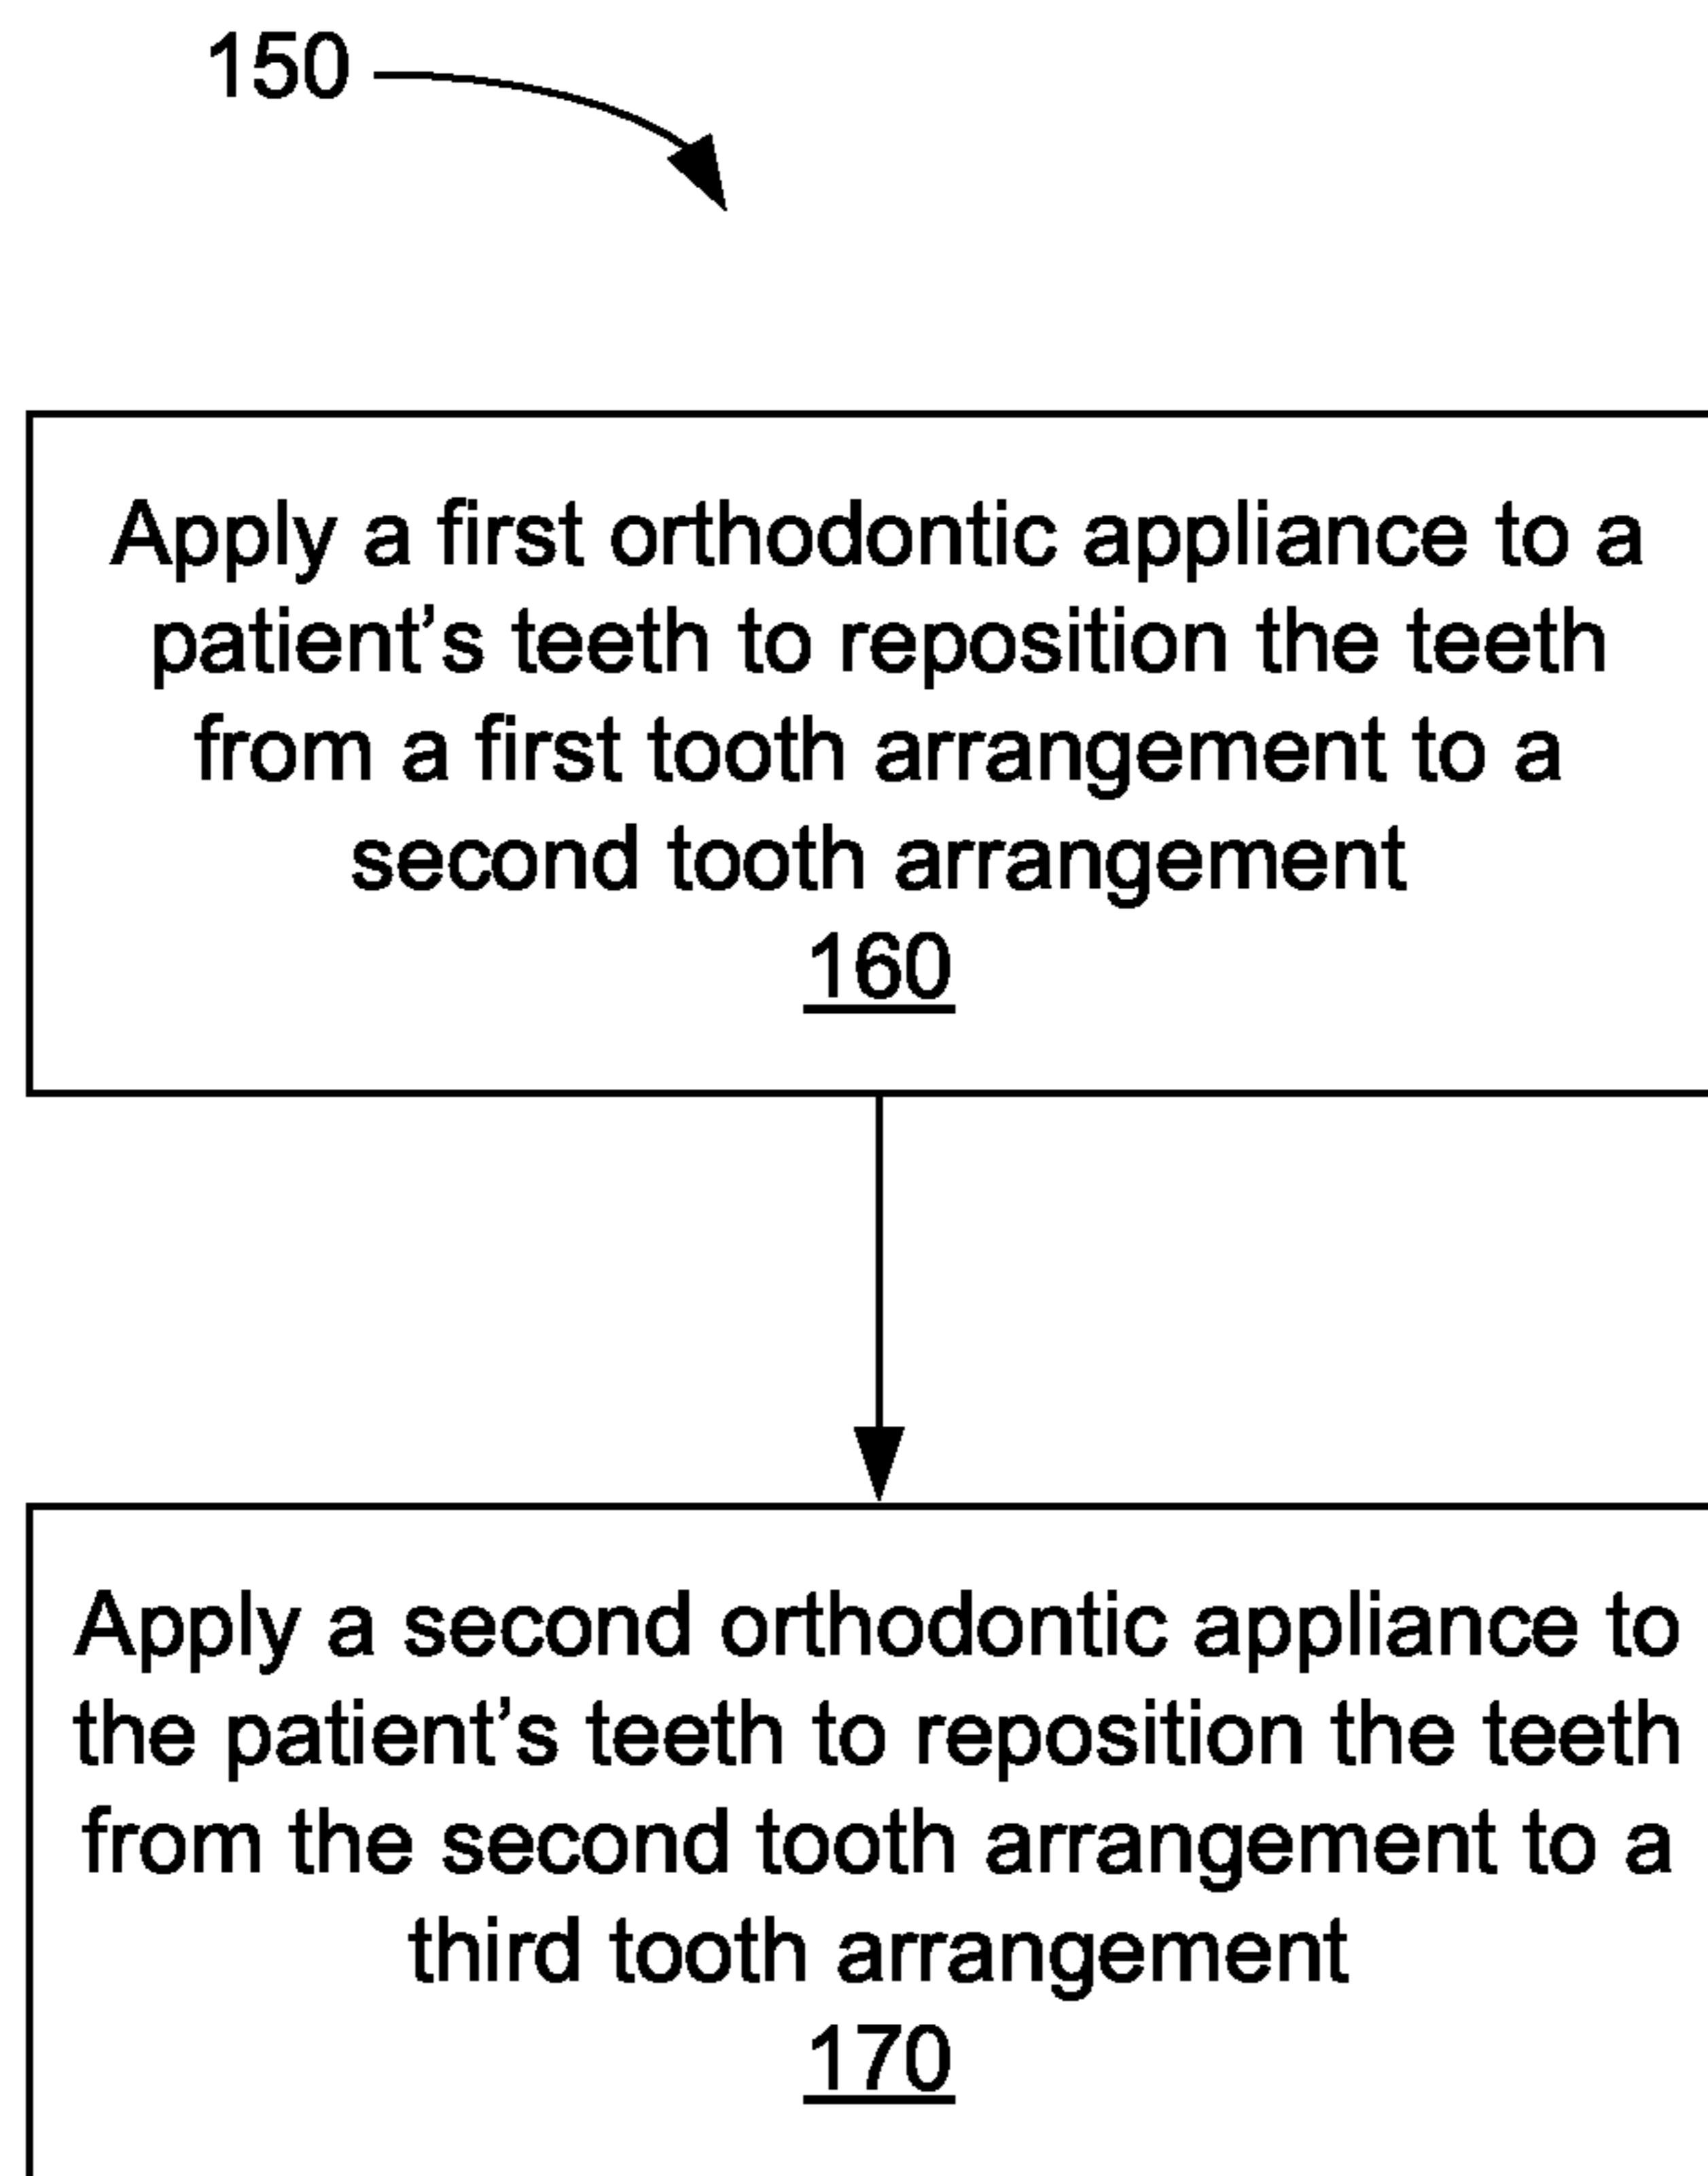 150
Apply a first orthodontic appliance to a
patient’s teeth to reposition the teeth
from a first tooth arrangement to a
second tooth arrangement
160
Apply a second orthodontic appliance to
the patient’s teeth to reposition the teeth
from the second tooth arrangement to a
third tooth arrangement
170